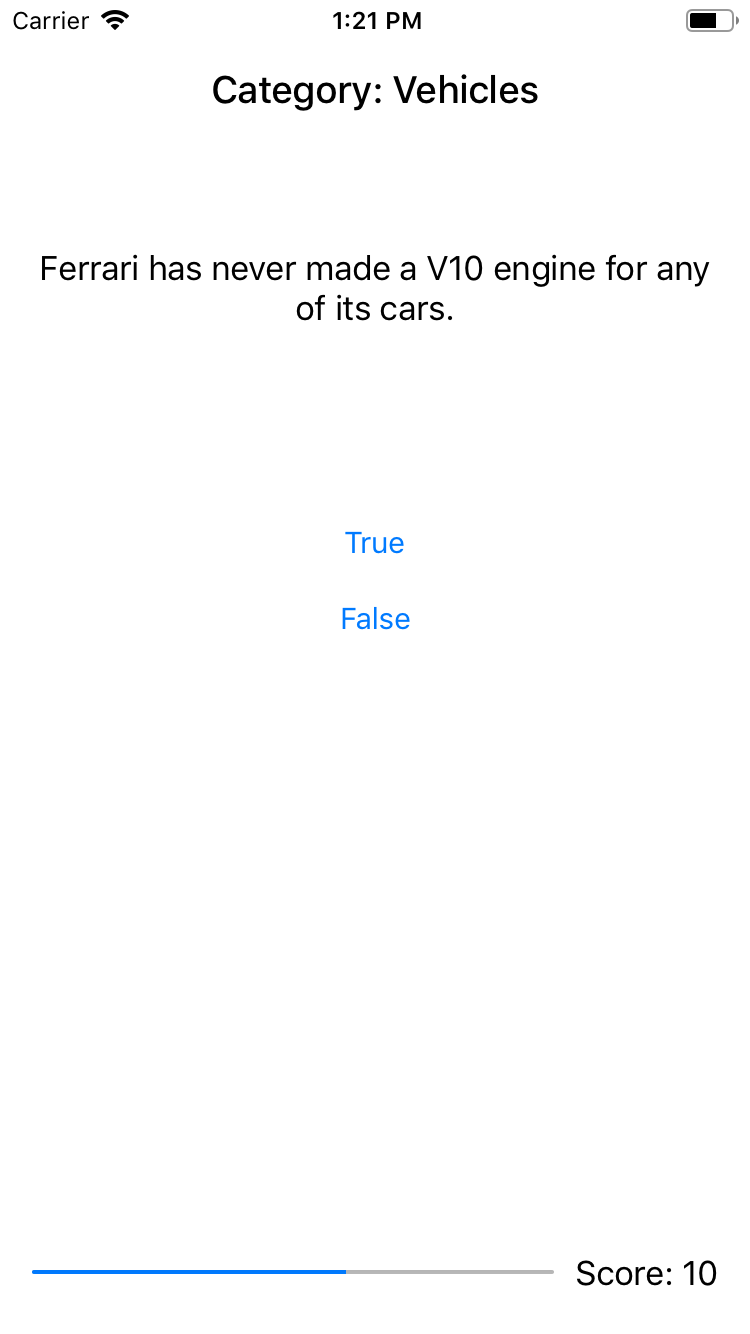 Carrier 1:21 PM
Category: Vehicles
Ferrari has never made a V10 engine for any
of its cars.
True
False
Score: 10